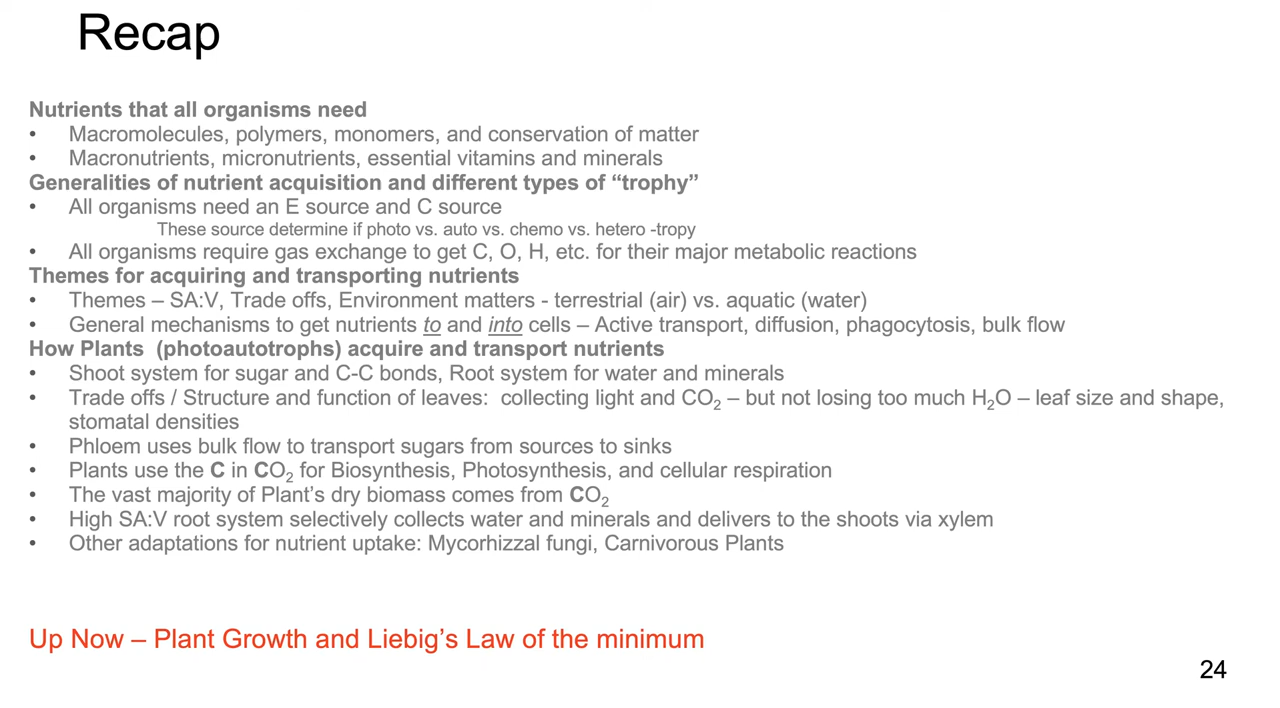 Recap
Nutrients that all organisms need
• Macromolecules, polymers, monomers, and conservation of matter
• Macronutrients, micronutrients, essential vitamins and minerals
Generalities of nutrient acquisition and different types of “trophy”
• All organisms need an E source and C source
These source determine if photo vs. auto vs. chemo vs. hetero -tropy
• All organisms require gas exchange to get C, O, H, etc. for their major metabolic reactions
Themes for acquiring and transporting nutrients
• Themes – SA:V, Trade offs, Environment matters - terrestrial (air) vs. aquatic (water)
• General mechanisms to get nutrients to and into cells – Active transport, diffusion, phagocytosis, bulk flow
How Plants (photoautotrophs) acquire and transport nutrients
• Shoot system for sugar and C-C bonds, Root system for water and minerals
• Trade offs / Structure and function of leaves: collecting light and CO₂ – but not losing too much H₂O – leaf size and shape,
stomatal densities
• Phloem uses bulk flow to transport sugars from sources to sinks
• Plants use the C in CO₂ for Biosynthesis, Photosynthesis, and cellular respiration
• The vast majority of Plant’s dry biomass comes from CO₂
• High SA:V root system selectively collects water and minerals and delivers to the shoots via xylem
• Other adaptations for nutrient uptake: Mycorhizzal fungi, Carnivorous Plants
Up Now – Plant Growth and Liebig’s Law of the minimum
24